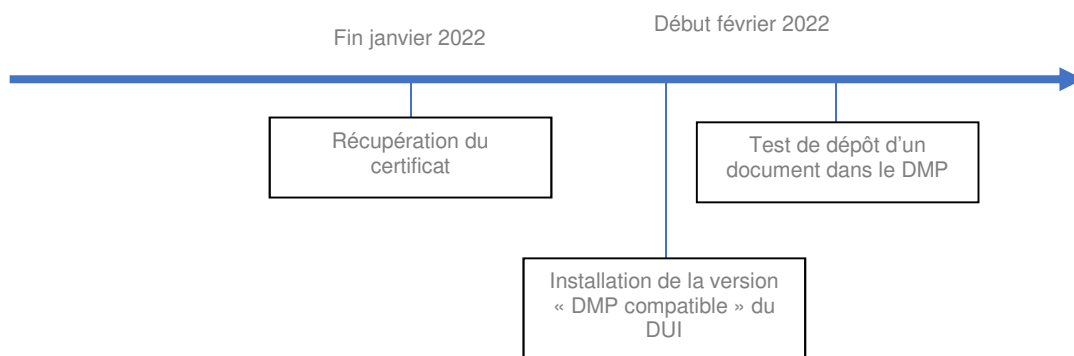 Fin janvier 2022
Début février 2022
Récupération du
certificat
Test de dépôt d'un
document dans le DMP
Installation de la version
« DMP compatible » du
DUI